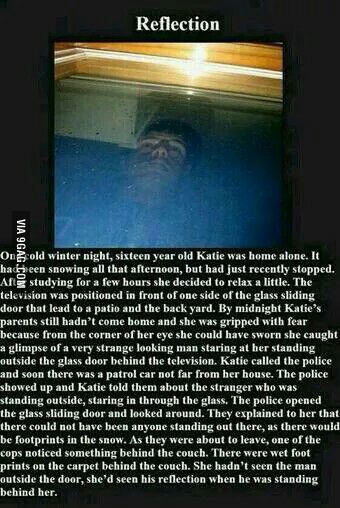 Reflection
VIA 9GAG.COM
One cold winter night, sixteen year old Katie was home alone. It
had been snowing all that afternoon, but had just recently stopped.
After studying for a few hours she decided to relax a little. The
television was positioned in front of one side of the glass sliding
door that lead to a patio and the back yard. By midnight Katie's
parents still hadn't come home and she was gripped with fear
because from the corner of her eye she could have sworn she caught
a glimpse of a very strange looking man staring at her standing
outside the glass door behind the television. Katie called the police
and soon there was a patrol car not far from her house. The police
showed up and Katie told them about the stranger who was
standing outside, staring in through the glass. The police opened
the glass sliding door and looked around. They explained to her that
there could not have been anyone standing out there, as there would
be footprints in the snow. As they were about to leave, one of the
cops noticed something behind the couch. There were wet foot
prints on the carpet behind the couch. She hadn't seen the man
outside the door, she'd seen his reflection when he was standing
behind her.